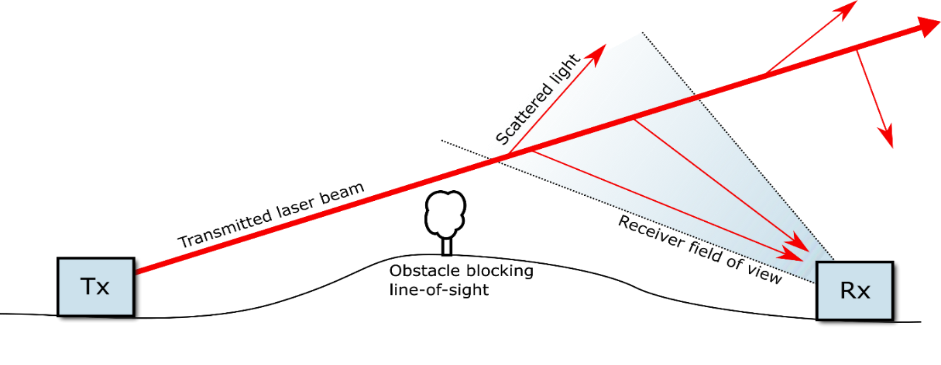 Scattered light
Transmitted laser beam
Receiver field of view
Tx
Obstacle blocking
line-of-sight
Rx